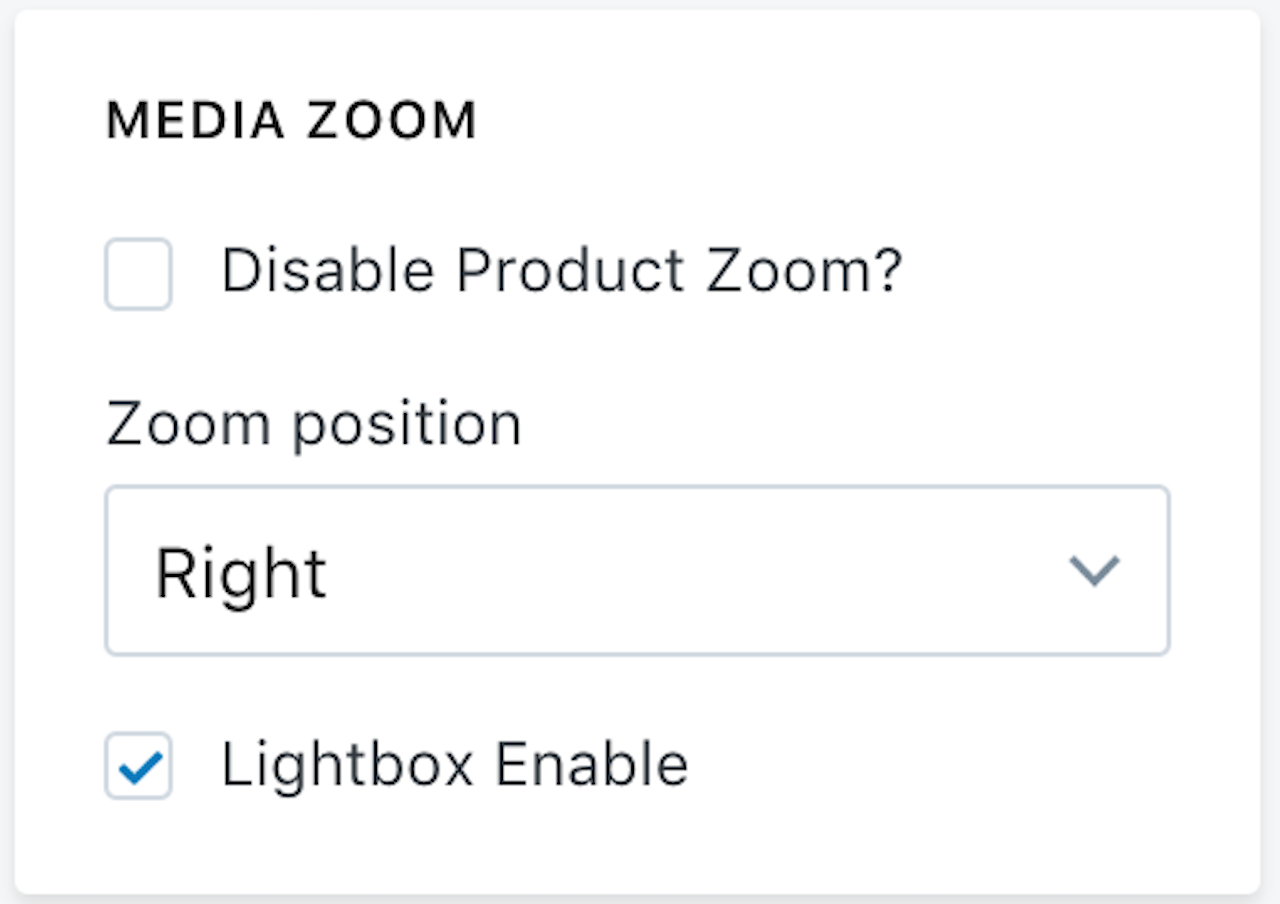 MEDIA ZOOM
Disable Product Zoom?
Zoom position
Right
Lightbox Enable